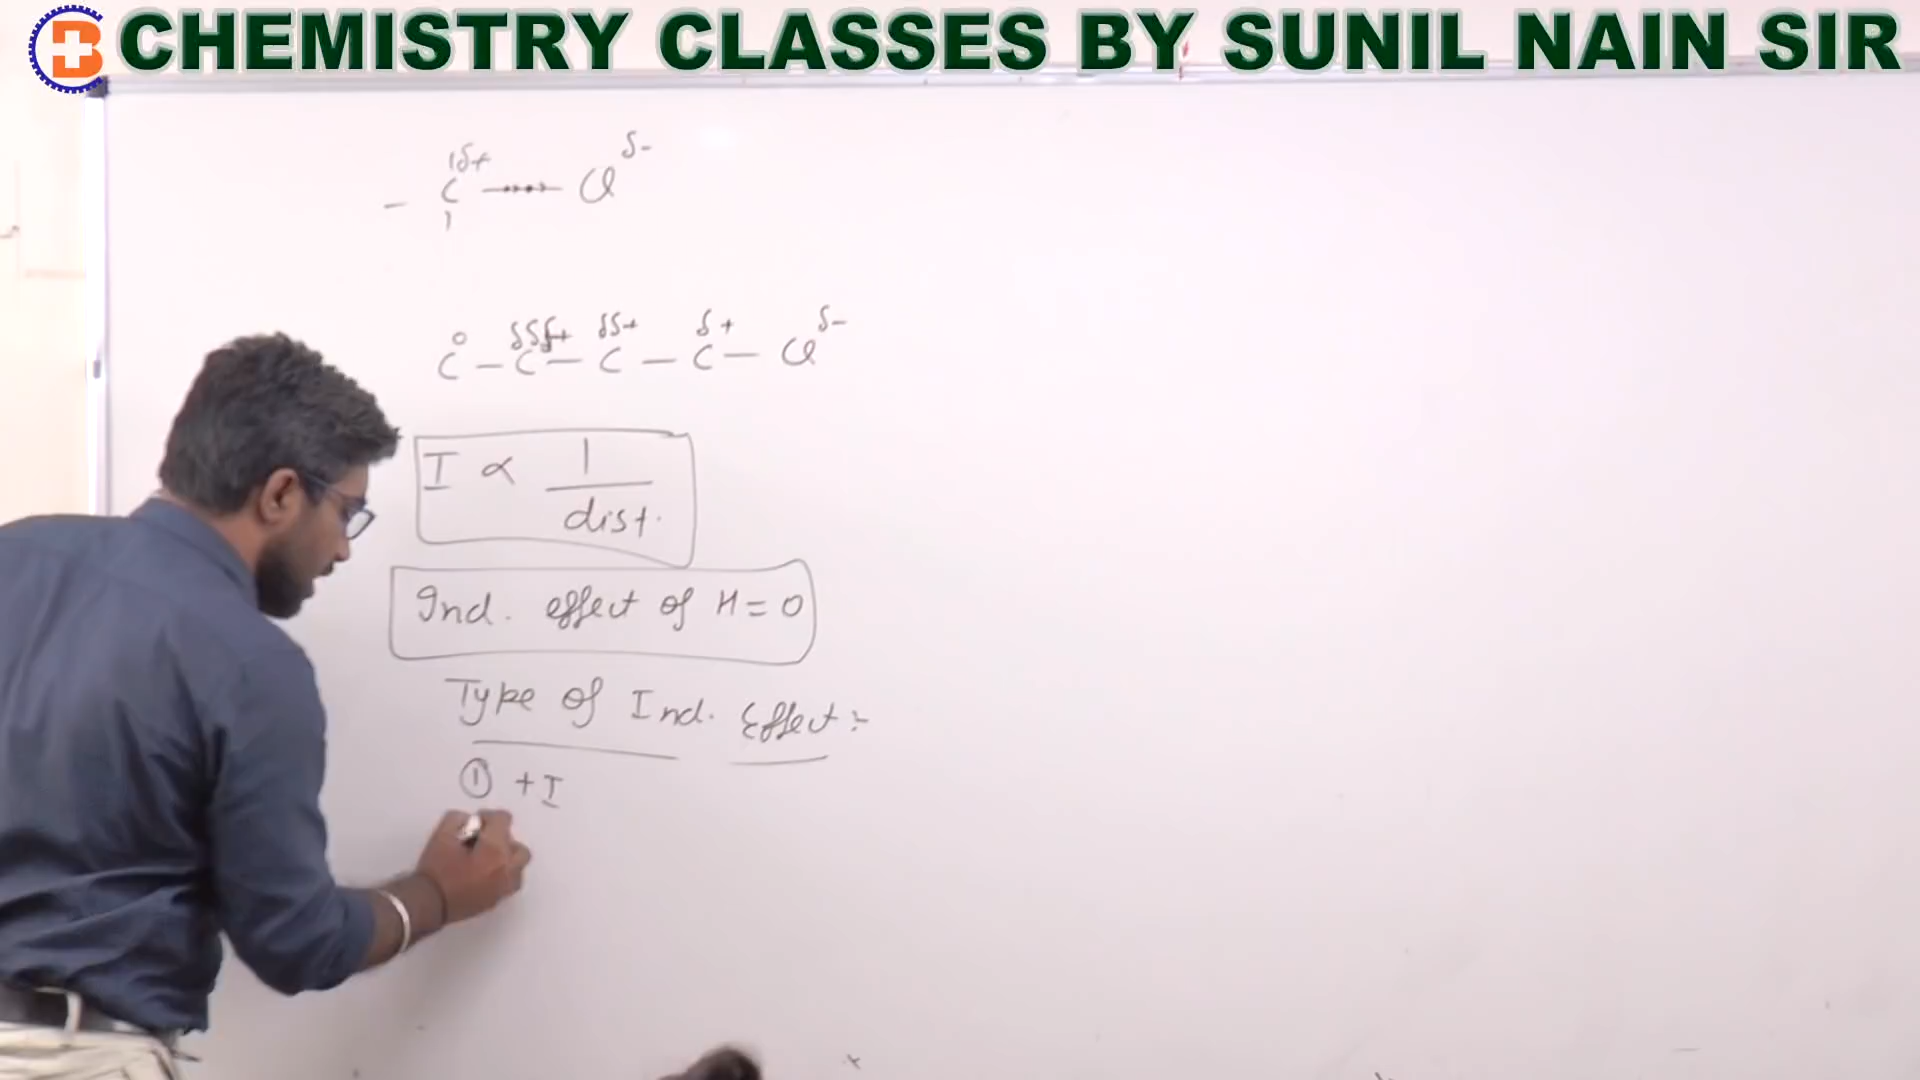 CHEMISTRY CLASSES BY SUNIL NAIN SIR
δ+ δ-
- C → Cl
0 δδδ+ δδ+ δ+ δ-
C - C - C - C - Cl
I ∝ 1
dist.
Ind. effect of H = 0
Type of Ind. Effect :-
① + I